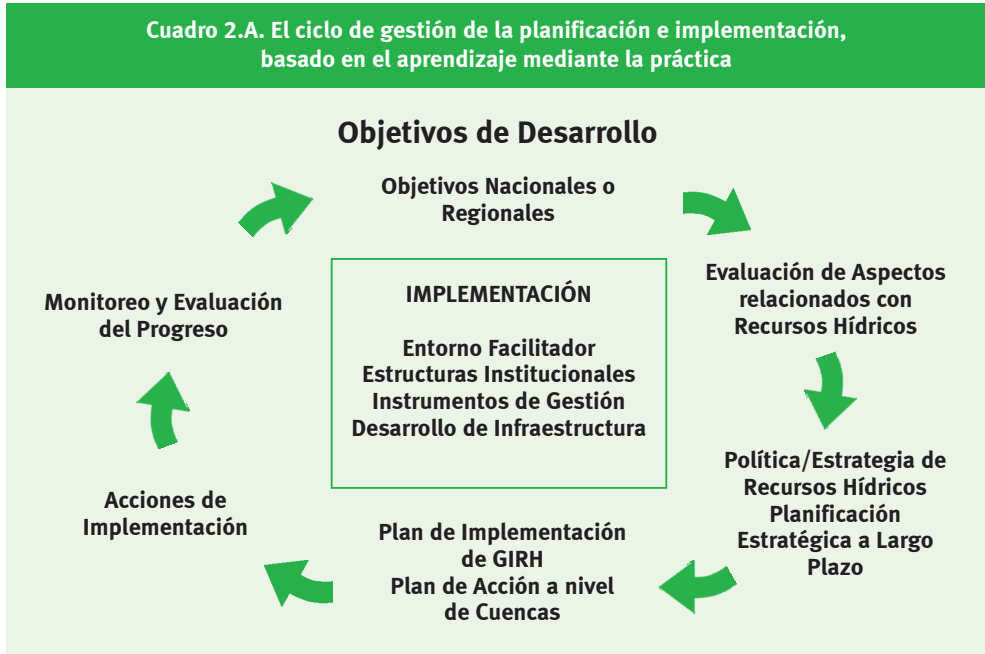 Cuadro 2.A. El ciclo de gestión de la planificación e implementación,
basado en el aprendizaje mediante la práctica
Objetivos de Desarrollo
Objetivos Nacionales o
Regionales
Evaluación de Aspectos
relacionados con
Recursos Hídricos
Política/Estrategia de
Recursos Hídricos
Planificación
Estratégica a Largo
Plazo
Plan de Implementación
de GIRH
Plan de Acción a nivel
de Cuencas
Acciones de
Implementación
Monitoreo y Evaluación
del Progreso
IMPLEMENTACIÓN
Entorno Facilitador
Estructuras Institucionales
Instrumentos de Gestión
Desarrollo de Infraestructura